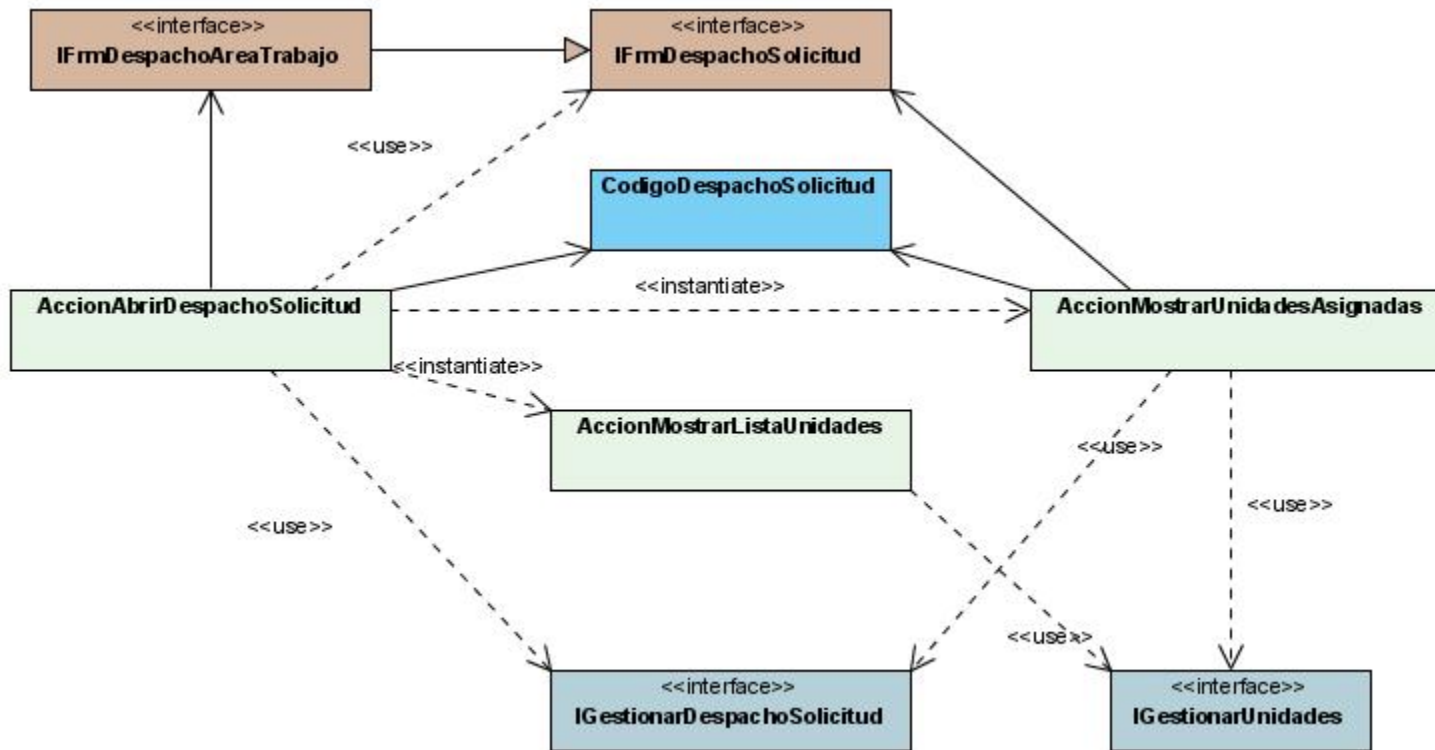 <<interface>>
IFrmDespachoAreaTrabajo
<<interface>>
IFrmDespachoSolicitud
<<use>>
CodigoDespachoSolicitud
AccionAbrirDespachoSolicitud
<<instantiate>>
AccionMostrarUnidadesAsignadas
<<instantiate>>
AccionMostrarListaUnidades
<<use>>
<<use>>
<<use>>
<<use>>
<<interface>>
IGestionarDespachoSolicitud
<<interface>>
IGestionarUnidades